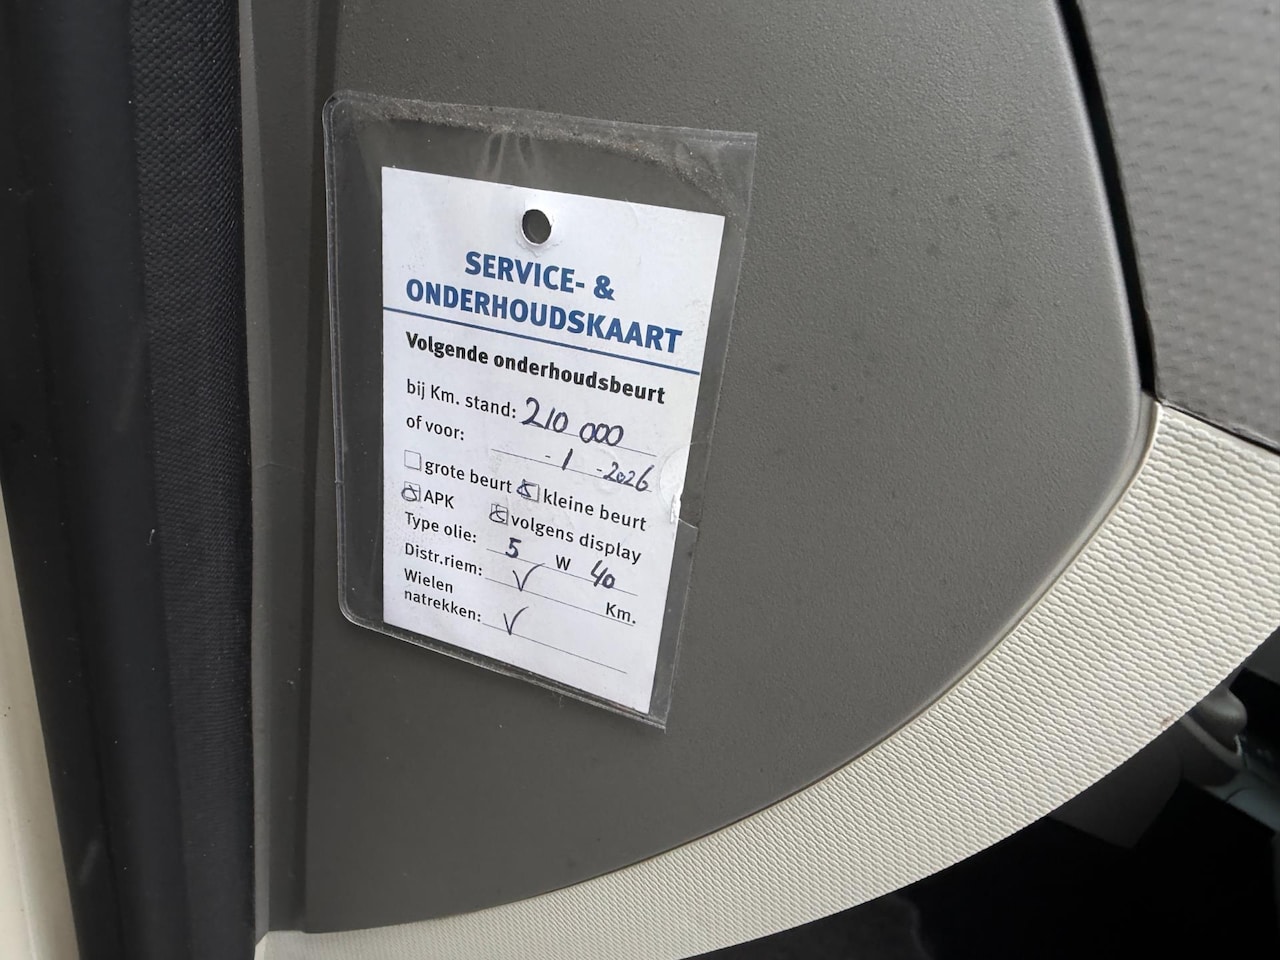 SERVICE- &
ONDERHOUDSKAART
Volgende onderhoudsbeurt
bij Km. stand: 210 000
of voor: - 1 - 2026
grote beurt kleine beurt
APK volgens display
Type olie: 5 W 40
Distr.riem: √ Km.
Wielen
natrekken: √